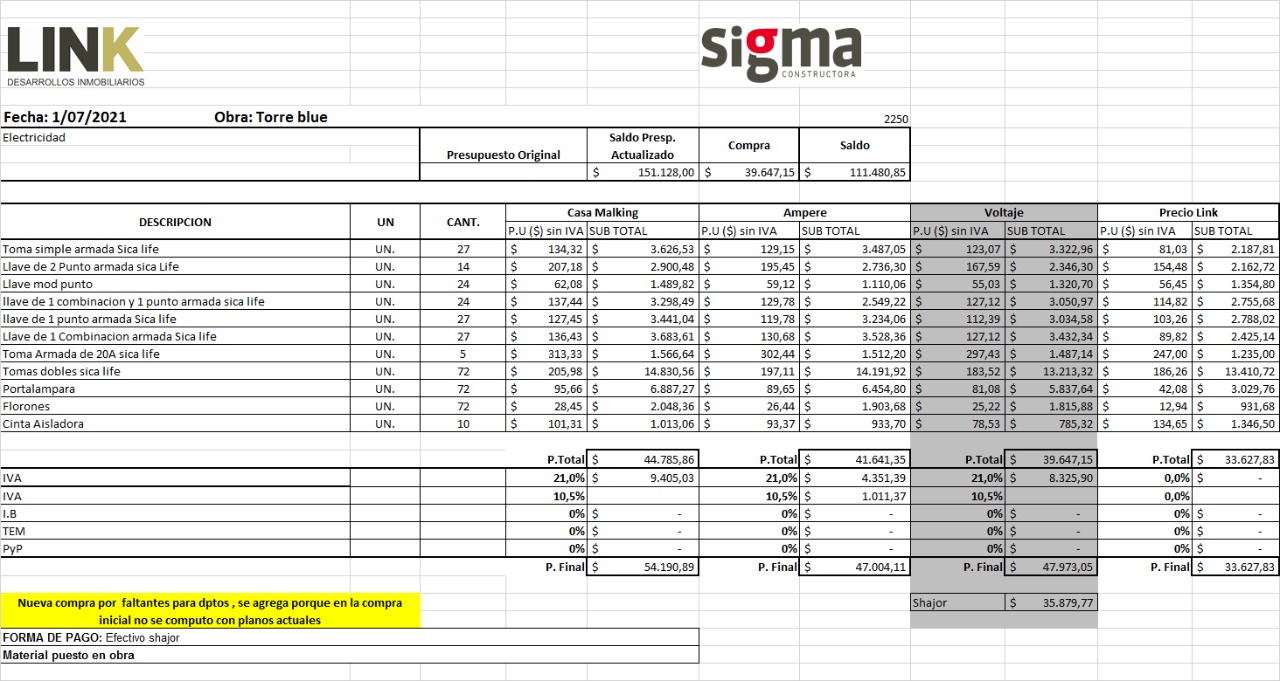 LINK
DESARROLLOS INMOBILIARIOS
sigma
CONSTRUCTORA
Fecha: 1/07/2021 Obra: Torre blue 2250
Electricidad Presupuesto Original Saldo Presp. Actualizado Compra Saldo
$ 151.128,00 $ 39.647,15 $ 111.480,85
DESCRIPCION UN CANT. Casa Malking Ampere Voltaje Precio Link
P.U ($) sin IVA SUB TOTAL P.U ($) sin IVA SUB TOTAL P.U ($) sin IVA SUB TOTAL P.U ($) sin IVA SUB TOTAL
Toma simple armada Sica life UN. 27 $ 134,32 $ 3.626,53 $ 129,15 $ 3.487,05 $ 123,07 $ 3.322,96 $ 81,03 $ 2.187,81
Llave de 2 Punto armada sica Life UN. 14 $ 207,18 $ 2.900,48 $ 195,45 $ 2.736,30 $ 167,59 $ 2.346,30 $ 154,48 $ 2.162,72
Llave mod punto UN. 24 $ 62,08 $ 1.489,82 $ 59,12 $ 1.110,06 $ 55,03 $ 1.320,70 $ 56,45 $ 1.354,80
llave de 1 combinacion y 1 punto armada sica life UN. 24 $ 137,44 $ 3.298,49 $ 129,78 $ 2.549,22 $ 127,12 $ 3.050,97 $ 114,82 $ 2.755,68
llave de 1 punto armada Sica life UN. 27 $ 127,45 $ 3.441,04 $ 119,78 $ 3.234,06 $ 112,39 $ 3.034,58 $ 103,26 $ 2.788,02
Llave de 1 Combinacion armada Sica life UN. 27 $ 136,43 $ 3.683,61 $ 130,68 $ 3.528,36 $ 127,12 $ 3.432,34 $ 89,82 $ 2.425,14
Toma Armada de 20A sica life UN. 5 $ 313,33 $ 1.566,64 $ 302,44 $ 1.512,20 $ 297,43 $ 1.487,14 $ 247,00 $ 1.235,00
Tomas dobles sica life UN. 72 $ 205,98 $ 14.830,56 $ 197,11 $ 14.191,92 $ 183,52 $ 13.213,32 $ 186,26 $ 13.410,72
Portalampara UN. 72 $ 95,66 $ 6.887,27 $ 89,65 $ 6.454,80 $ 81,08 $ 5.837,64 $ 42,08 $ 3.029,76
Florones UN. 72 $ 28,45 $ 2.048,36 $ 26,44 $ 1.903,68 $ 25,22 $ 1.815,88 $ 12,94 $ 931,68
Cinta Aisladora UN. 10 $ 101,31 $ 1.013,06 $ 93,37 $ 933,70 $ 78,53 $ 785,32 $ 134,65 $ 1.346,50
P.Total $ 44.785,86 P.Total $ 41.641,35 P.Total $ 39.647,15 P.Total $ 33.627,83
IVA 21,0% $ 9.405,03 21,0% $ 4.351,39 21,0% $ 8.325,90 0,0% $ -
IVA 10,5% 10,5% $ 1.011,37 10,5% 0,0%
I.B 0% $ - 0% $ - 0% $ - 0% $ -
TEM 0% $ - 0% $ - 0% $ - 0% $ -
PyP 0% $ - 0% $ - 0% $ - 0% $ -
P. Final $ 54.190,89 P. Final $ 47.004,11 P. Final $ 47.973,05 P. Final $ 33.627,83
Nueva compra por faltantes para dptos , se agrega porque en la compra
inicial no se computo con planos actuales
Shajor $ 35.879,77
FORMA DE PAGO: Efectivo shajor
Material puesto en obra